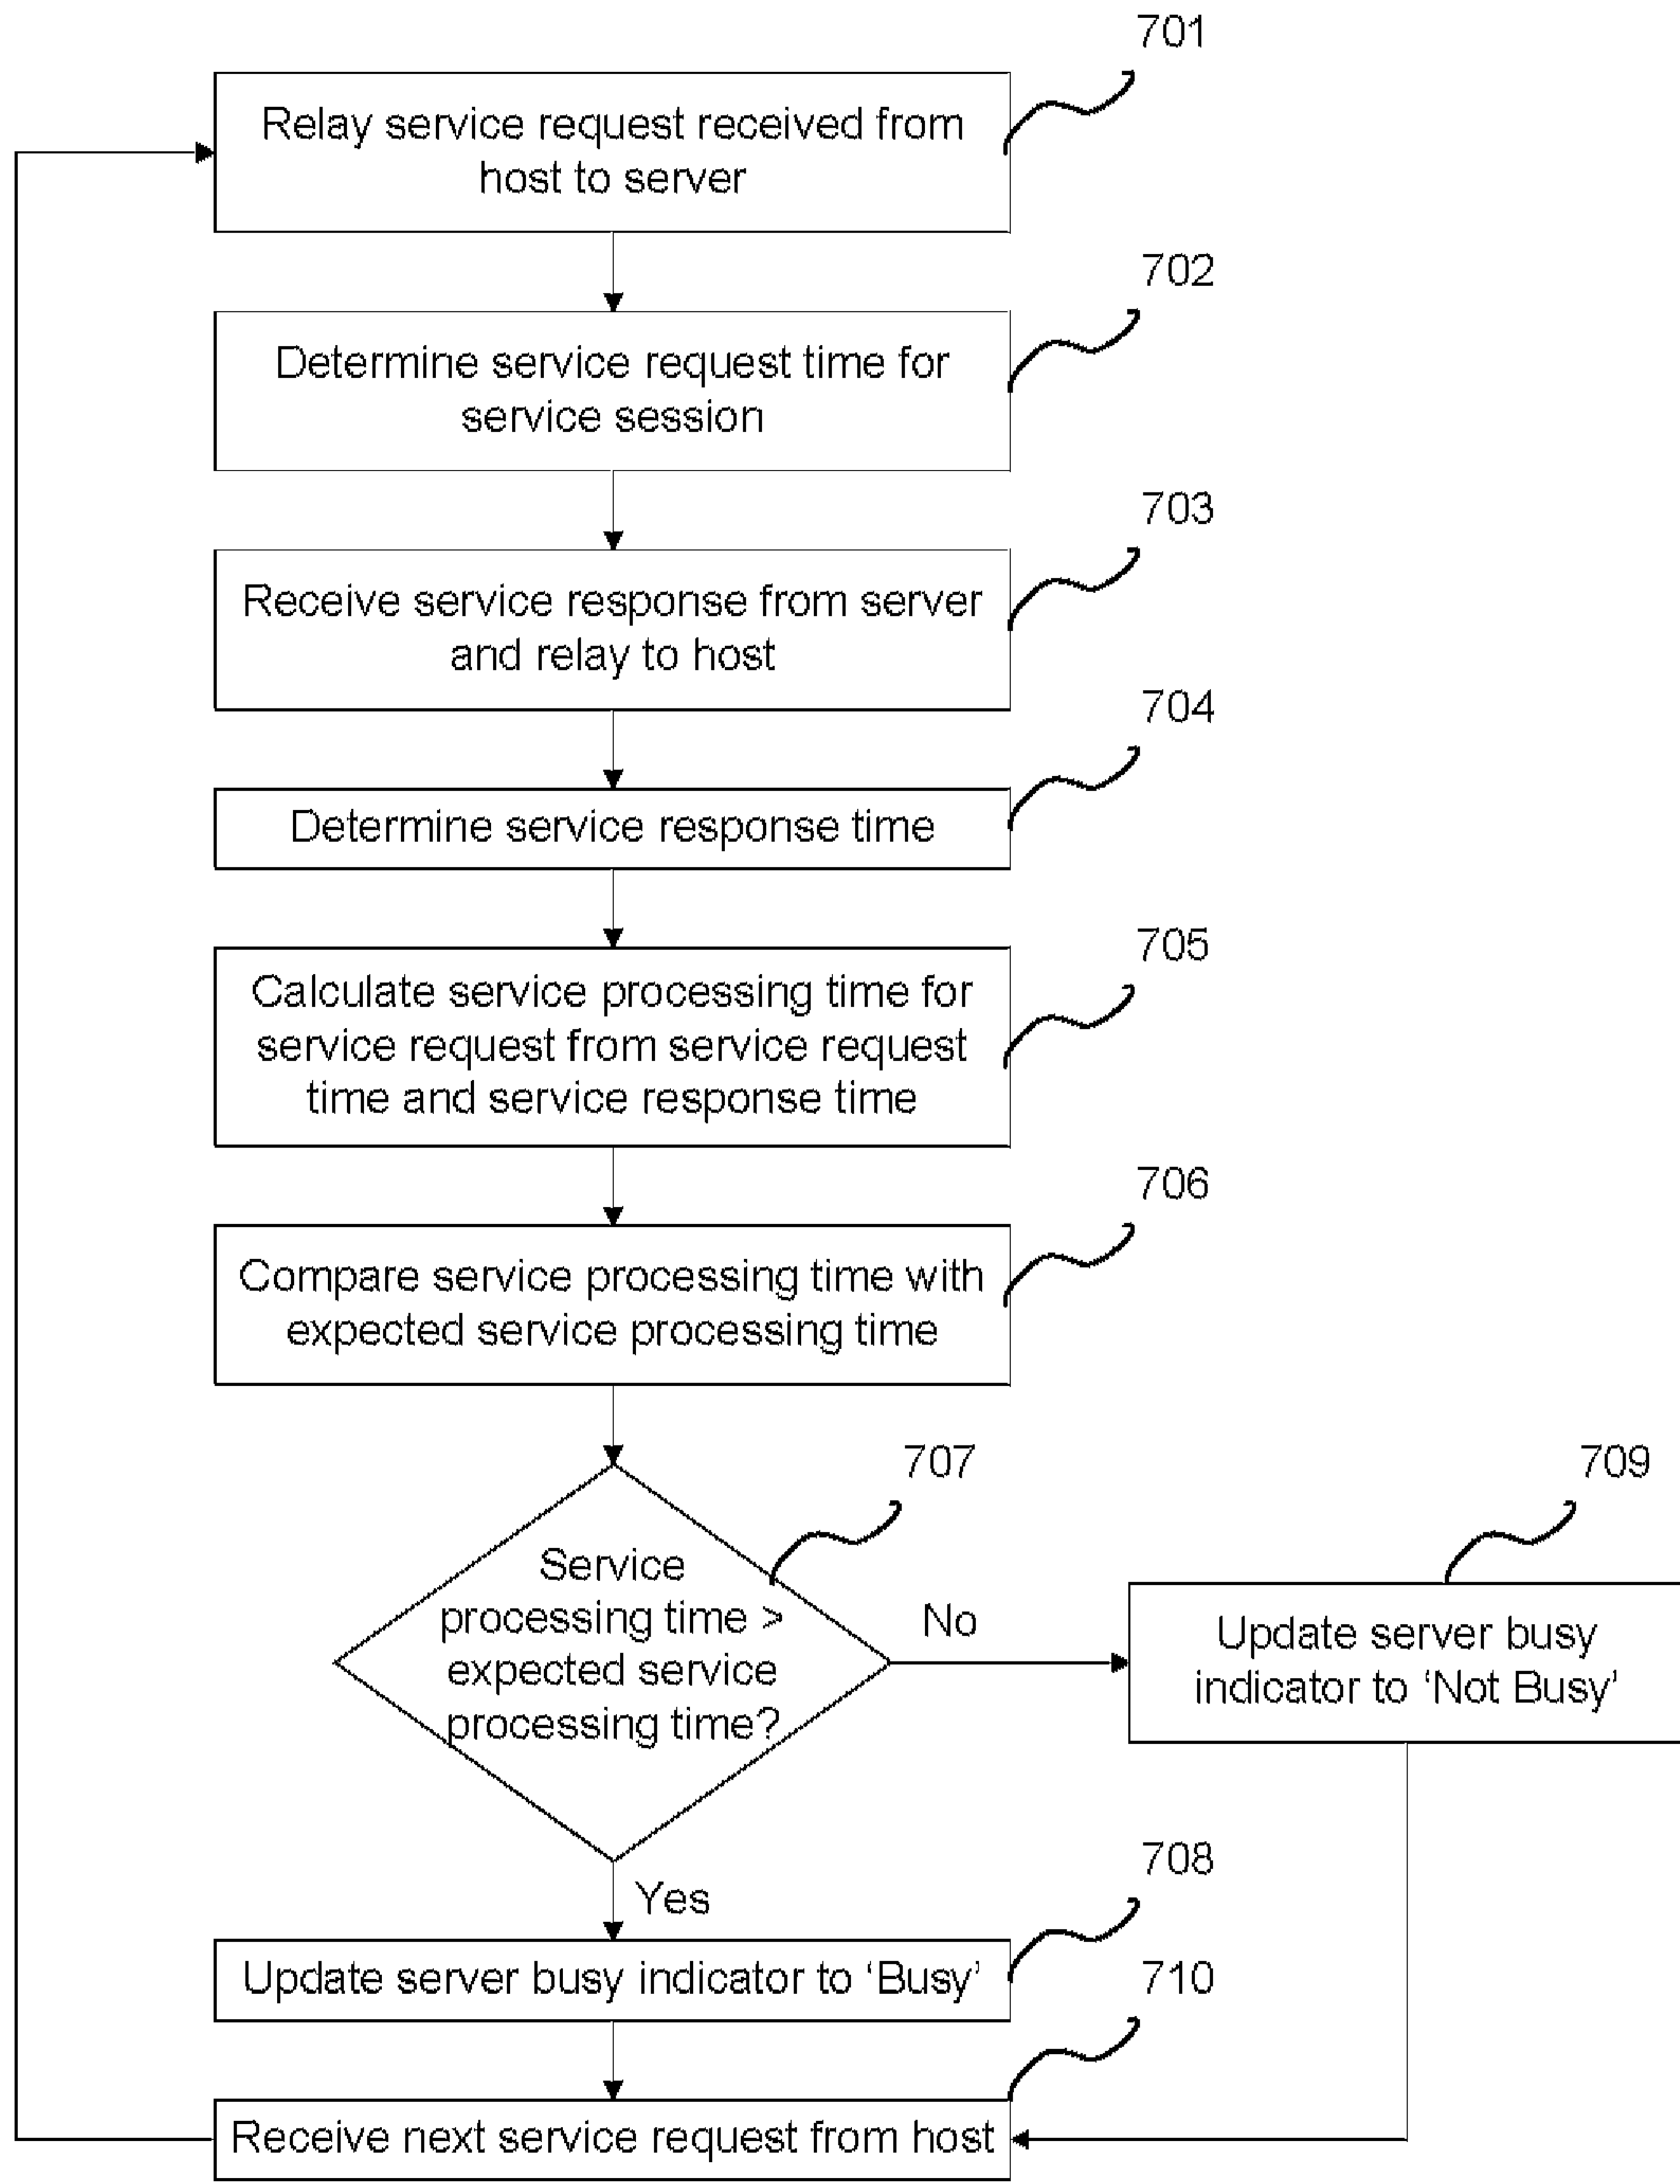 701
Relay service request received from
host to server
702
Determine service request time for
service session
703
Receive service response from server
and relay to host
704
Determine service response time
705
Calculate service processing time for
service request from service request
time and service response time
706
Compare service processing time with
expected service processing time
707
Service
processing time >
expected service
processing time?
No
709
Update server busy
indicator to ‘Not Busy’
Yes
708
Update server busy indicator to ‘Busy’
710
Receive next service request from host